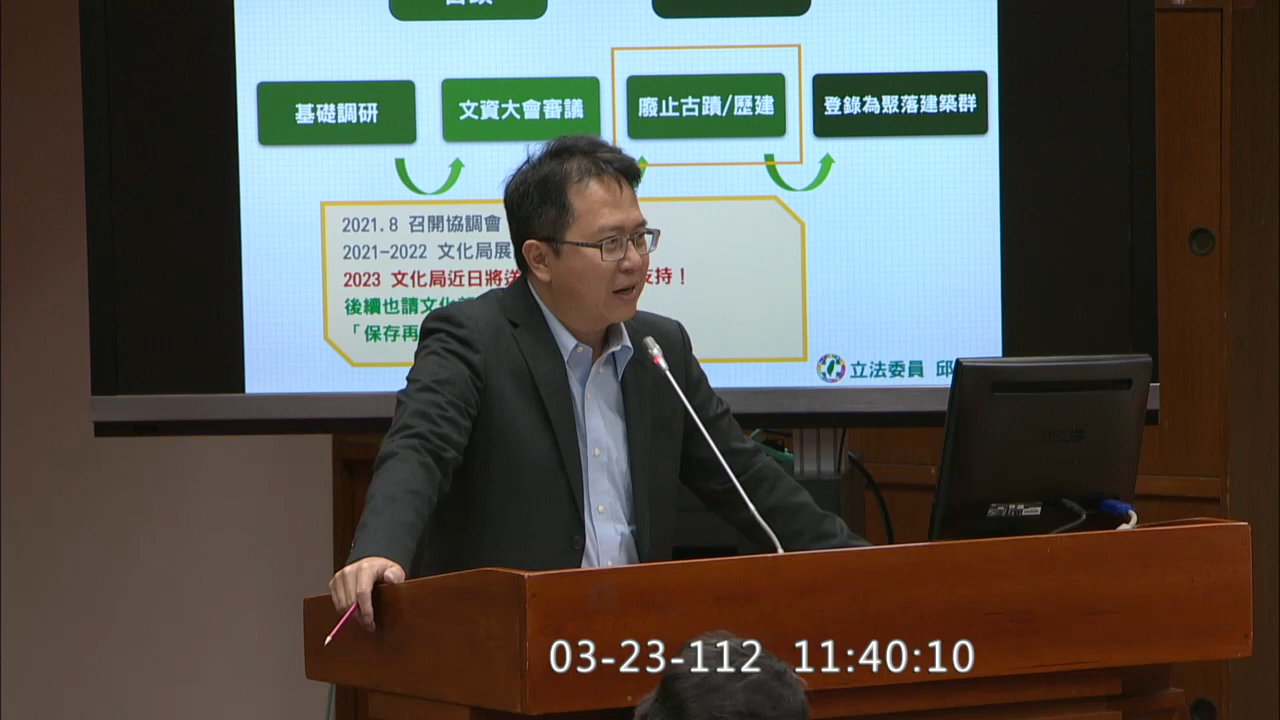 基礎調研
文資大會審議
廢止古蹟/歷建
登錄為聚落建築群
2021.8 召開協調會
2021-2022 文化局展
2023 文化局近日將送 支持！
後續也請文化
「保存再
立法委員 邱
03-23-112 11:40:10